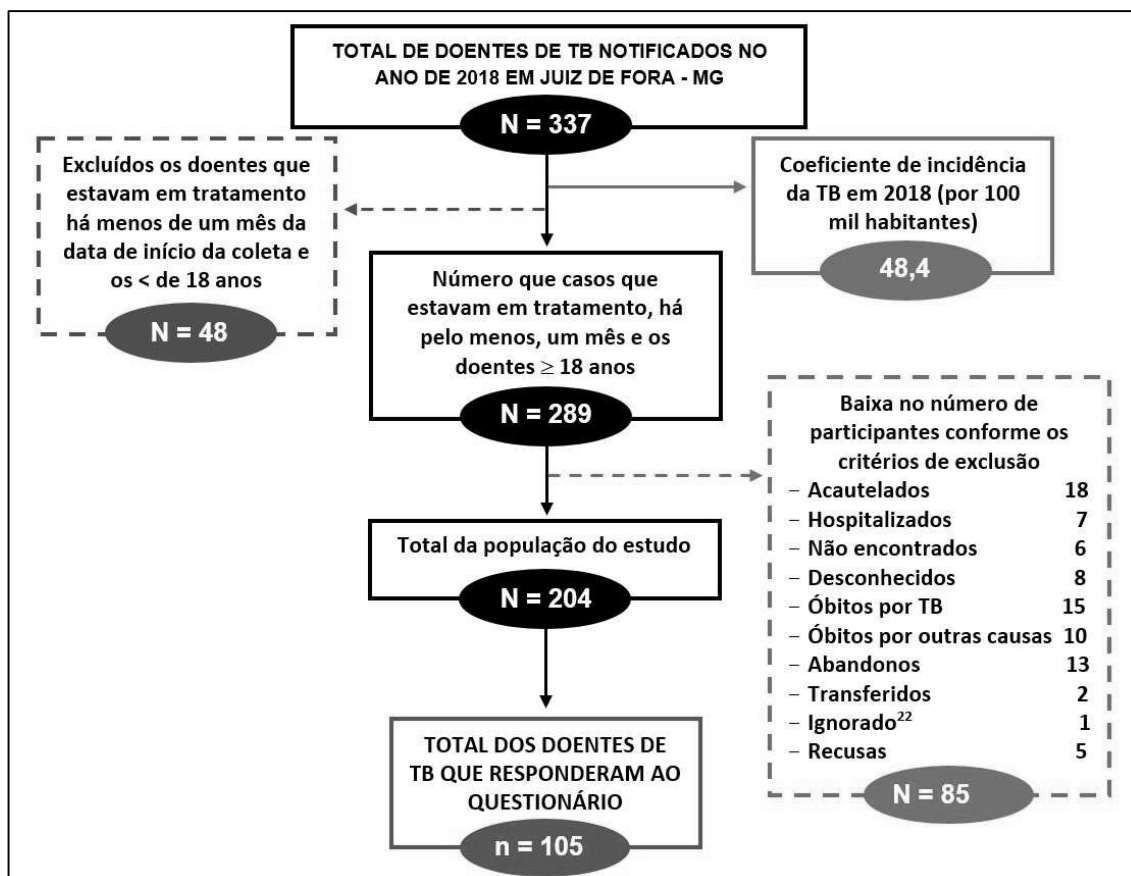 TOTAL DE DOENTES DE TB NOTIFICADOS NO
ANO DE 2018 EM JUIZ DE FORA - MG
N = 337
Excluídos os doentes que
estavam em tratamento
há menos de um mês da
data de início da coleta e
os < de 18 anos
N = 48
Coeficiente de incidência
da TB em 2018 (por 100
mil habitantes)
48,4
Número que casos que
estavam em tratamento, há
pelo menos, um mês e os
doentes ≥ 18 anos
N = 289
Baixa no número de
participantes conforme os
critérios de exclusão
– Acautelados 18
– Hospitalizados 7
– Não encontrados 6
– Desconhecidos 8
– Óbitos por TB 15
– Óbitos por outras causas 10
– Abandonos 13
– Transferidos 2
– Ignorado²² 1
– Recusas 5
N = 85
Total da população do estudo
N = 204
TOTAL DOS DOENTES DE
TB QUE RESPONDERAM AO
QUESTIONÁRIO
n = 105